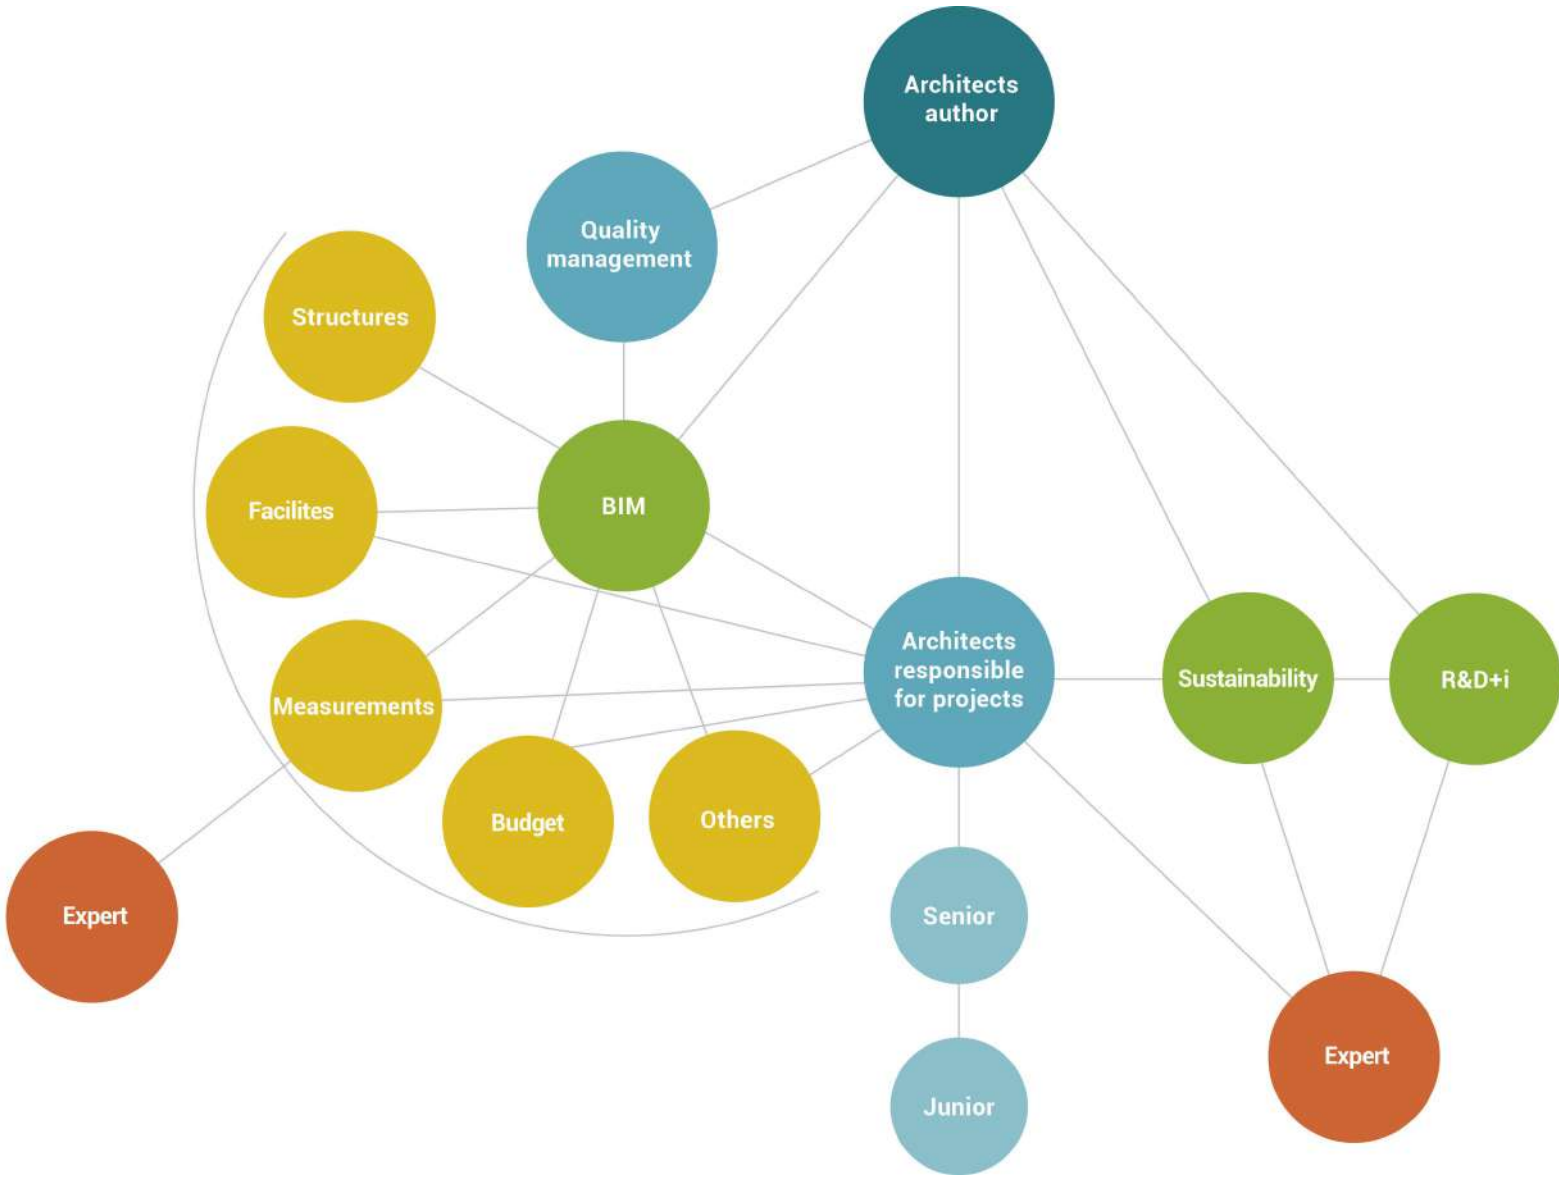 Architects
author
Quality
management
Structures
Facilites
BIM
Architects
responsible
for projects
Sustainability
R&D+i
Measurements
Budget
Others
Expert
Senior
Expert
Junior